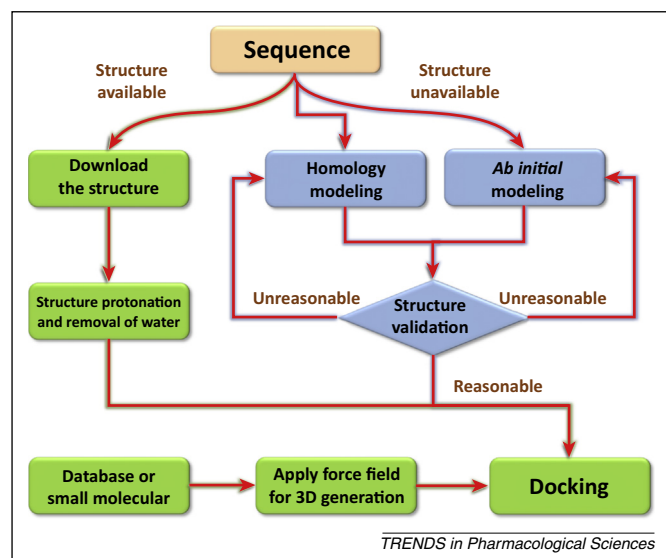 Sequence
Structure
available
Structure
unavailable
Download
the structure
Homology
modeling
Ab initial
modeling
Structure protonation
and removal of water
Unreasonable
Structure
validation
Unreasonable
Reasonable
Database or
small molecular
Apply force field
for 3D generation
Docking
TRENDS in Pharmacological Sciences